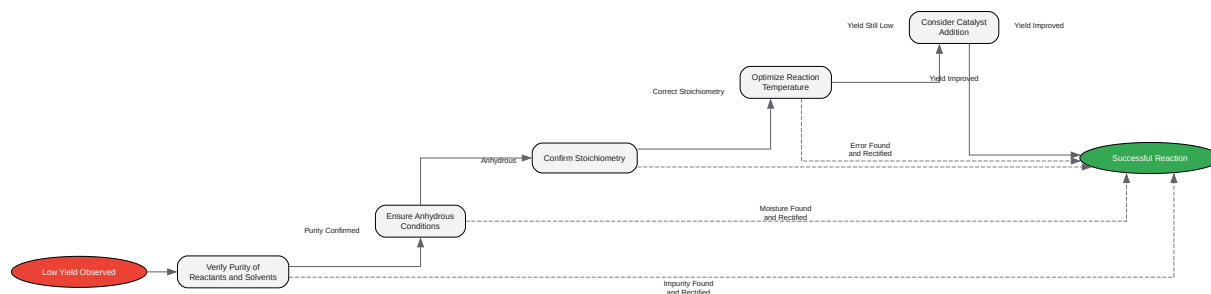 Yield Still Low
Consider Catalyst
Addition
Yield Improved
Optimize Reaction
Temperature
Yield Improved
Correct Stoichiometry
Error Found
and Rectified
Anhydrous
Confirm Stoichiometry
Successful Reaction
Moisture Found
and Rectified
Ensure Anhydrous
Conditions
Purity Confirmed
Low Yield Observed
Verify Purity of
Reactants and Solvents
Impurity Found
and Rectified